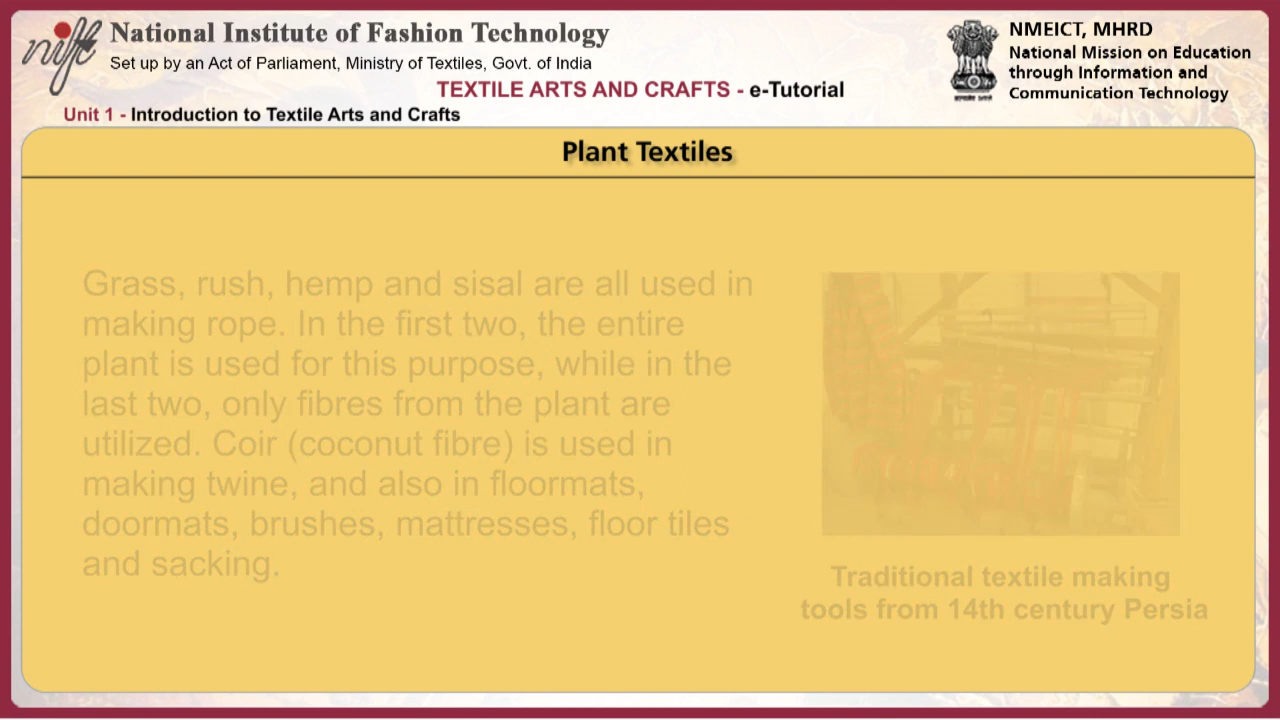 nift
National Institute of Fashion Technology
Set up by an Act of Parliament, Ministry of Textiles, Govt. of India
NMEICT, MHRD
National Mission on Education
through Information and
Communication Technology
TEXTILE ARTS AND CRAFTS - e-Tutorial
Unit 1 - Introduction to Textile Arts and Crafts
Plant Textiles
Grass, rush, hemp and sisal are all used in
making rope. In the first two, the entire
plant is used for this purpose, while in the
last two, only fibres from the plant are
utilized. Coir (coconut fibre) is used in
making twine, and also in floormats,
doormats, brushes, mattresses, floor tiles
and sacking.
Traditional textile making
tools from 14th century Persia